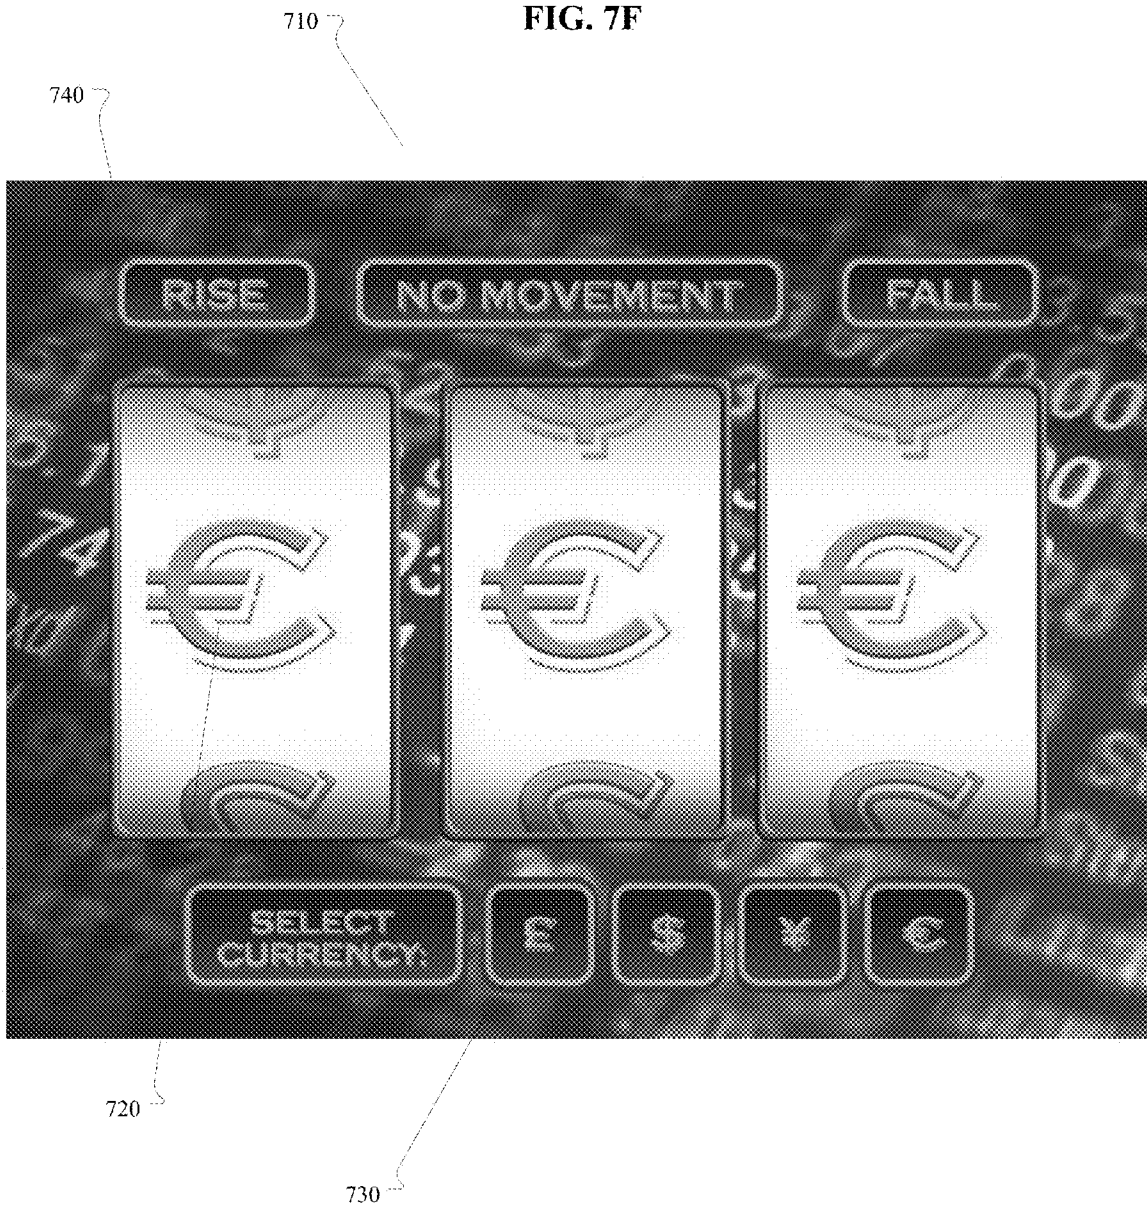 FIG. 7F
710
740
RISE
NO MOVEMENT
FALL
€ € €
SELECT
CURRENCY:
£ $ ¥ €
720
730